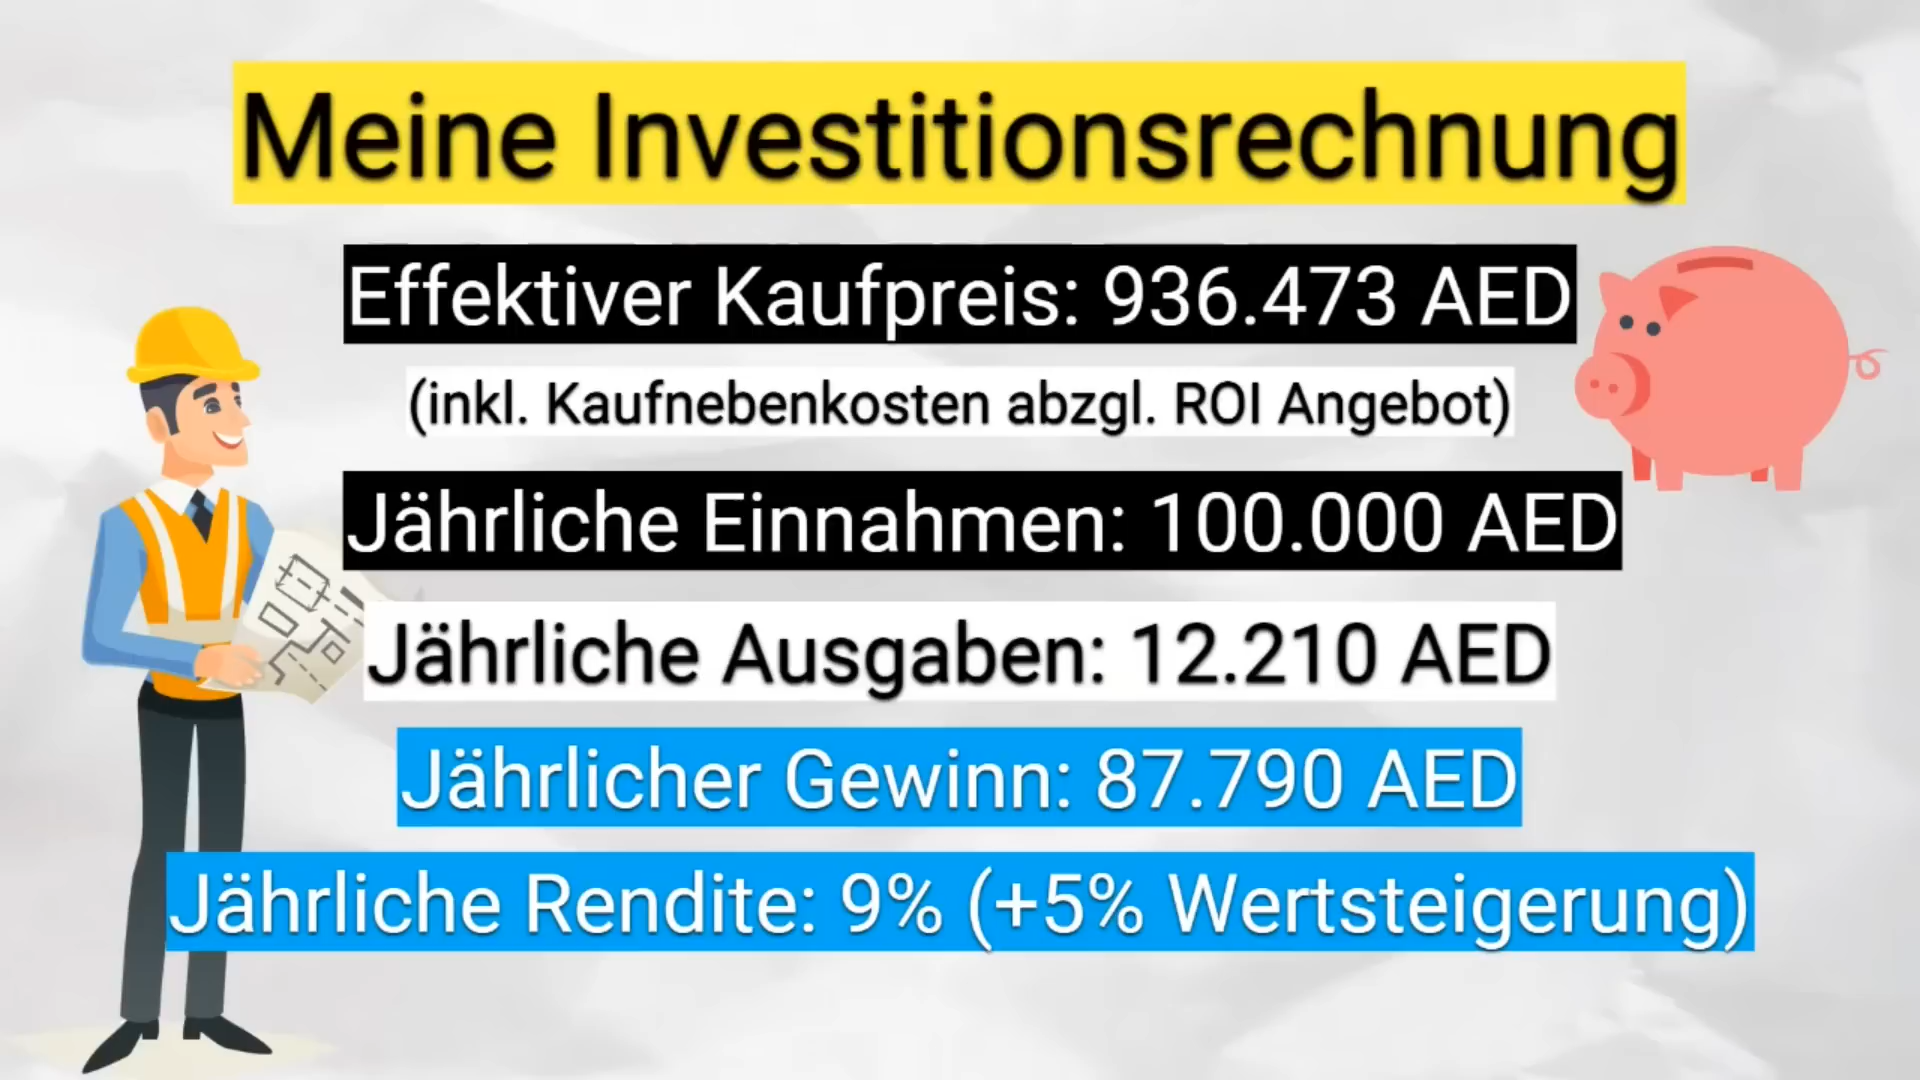 Meine Investitionsrechnung
Effektiver Kaufpreis: 936.473 AED
(inkl. Kaufnebenkosten abzgl. ROI Angebot)
Jährliche Einnahmen: 100.000 AED
Jährliche Ausgaben: 12.210 AED
Jährlicher Gewinn: 87.790 AED
Jährliche Rendite: 9% (+5% Wertsteigerung)